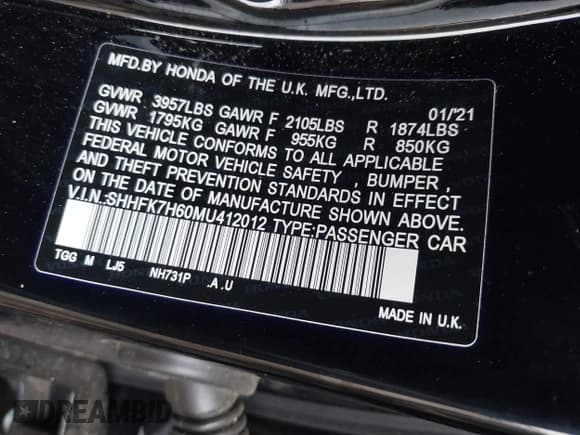 MFD.BY HONDA OF THE U.K. MFG.,LTD.
01/'21
GVWR 3957LBS GAWR F 2105LBS R 1874LBS
GVWR 1795KG GAWR F 955KG R 850KG
THIS VEHICLE CONFORMS TO ALL APPLICABLE
FEDERAL MOTOR VEHICLE SAFETY , BUMPER ,
AND THEFT PREVENTION STANDARDS IN EFFECT
ON THE DATE OF MANUFACTURE SHOWN ABOVE.
V.I.N.:SHHFK7H60MU412012 TYPE:PASSENGER CAR
TGG M LJ5 NH731P .A.U
MADE IN U.K.
DREAMBID